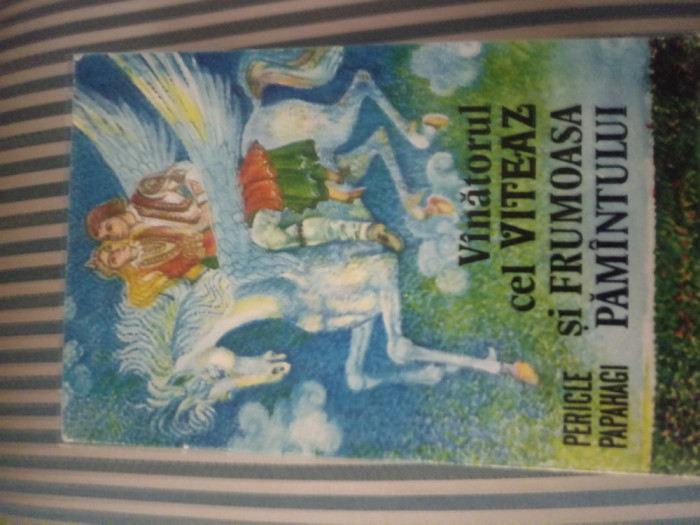 PERICLE
PAPAHAGI
Vînătorul
cel VITEAZ
și FRUMOASA
PĂMÎNTULUI